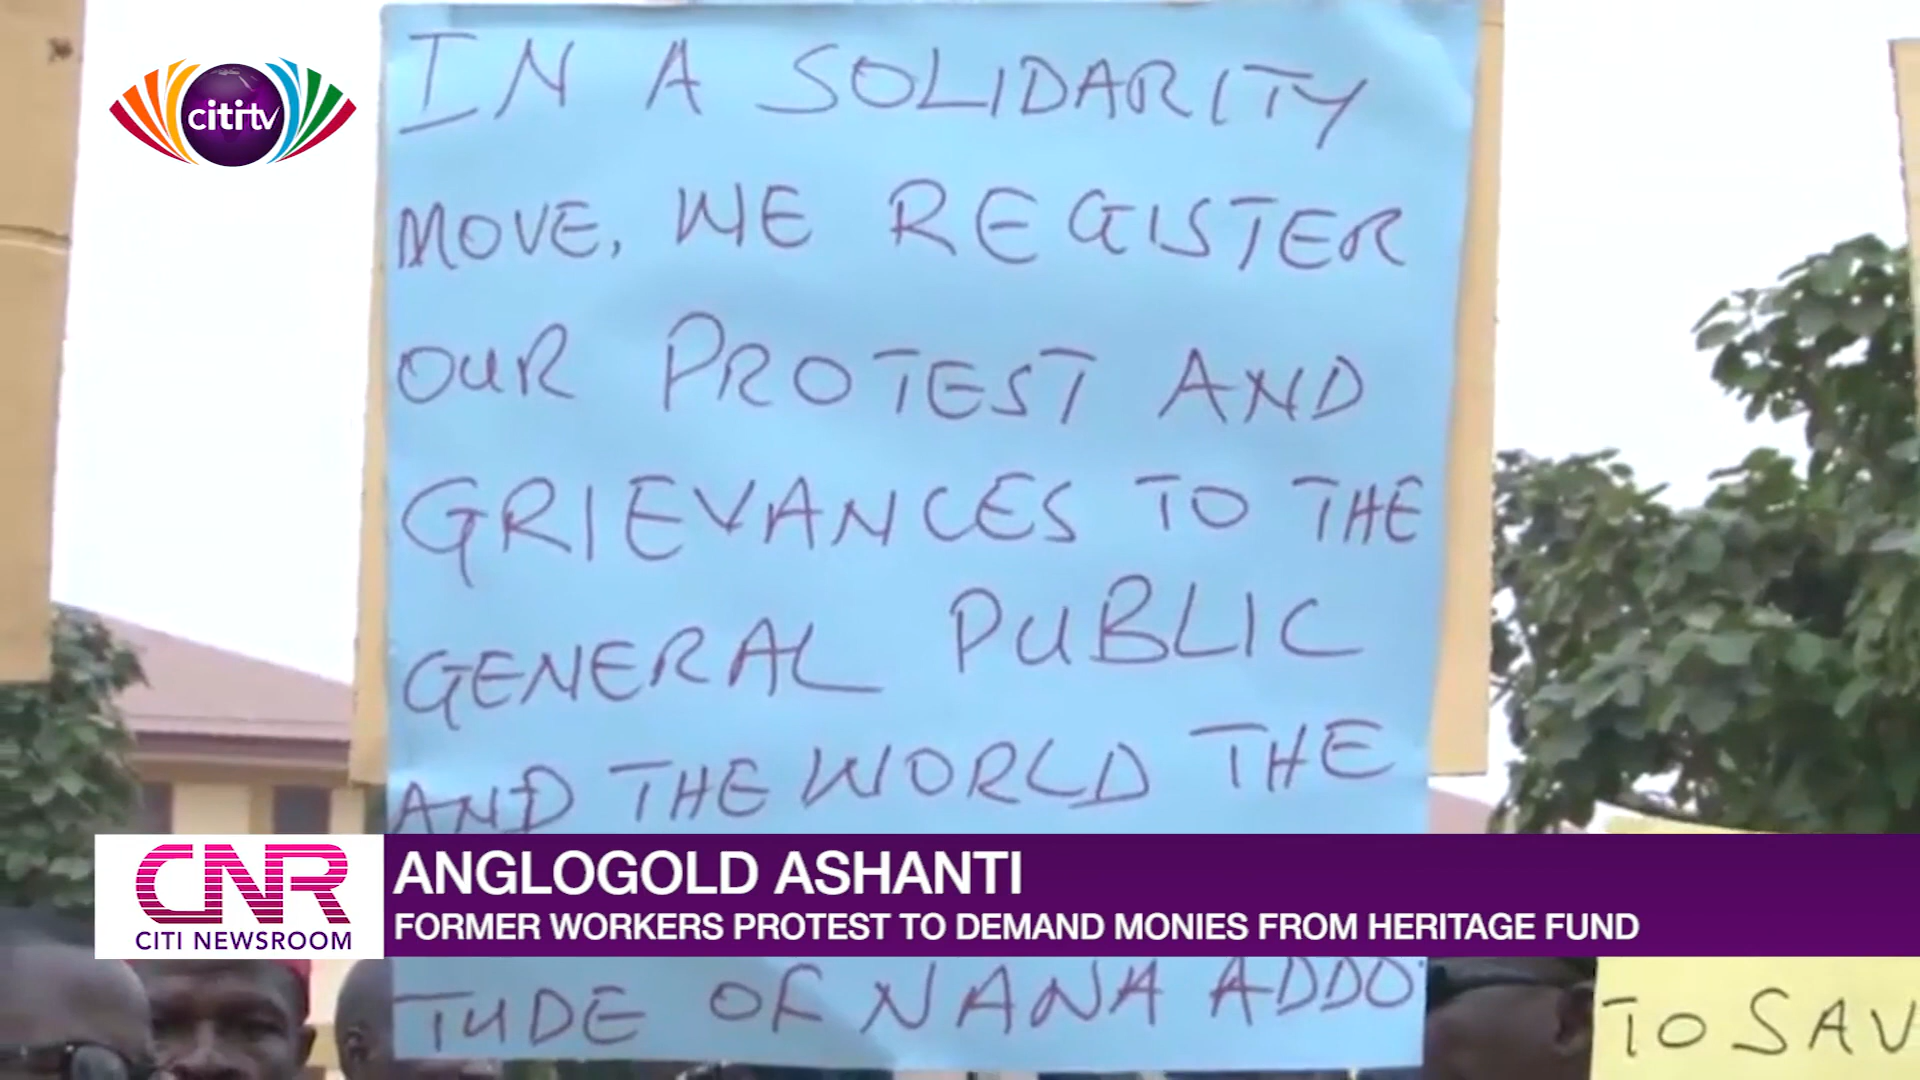 citi tv
IN A SOLIDARITY
MOVE, WE REGISTER
OUR PROTEST AND
GRIEVANCES TO THE
GENERAL PUBLIC
AND THE WORLD THE
CNR
CITI NEWSROOM
ANGLOGOLD ASHANTI
FORMER WORKERS PROTEST TO DEMAND MONIES FROM HERITAGE FUND
TUDE OF NANA ADDO
TO SAV